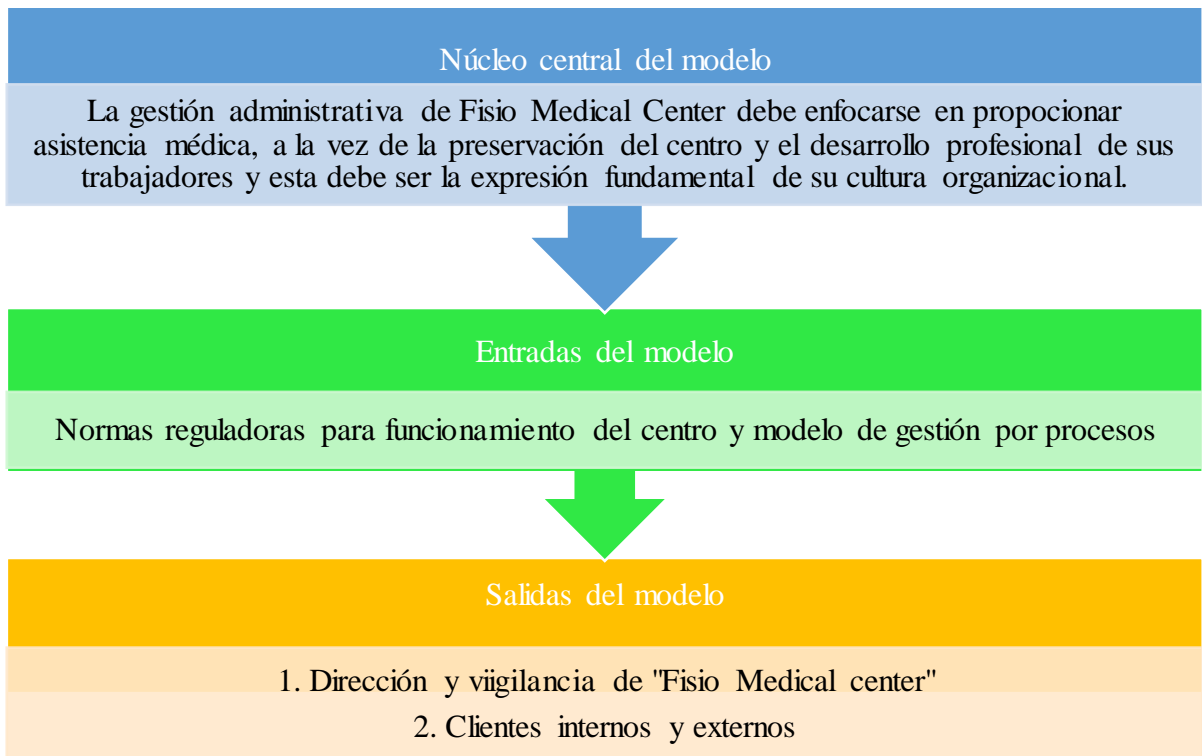 Núcleo central del modelo
La gestión administrativa de Fisio Medical Center debe enfocarse en propocionar
asistencia médica, a la vez de la preservación del centro y el desarrollo profesional de sus
trabajadores y esta debe ser la expresión fundamental de su cultura organizacional.
Entradas del modelo
Normas reguladoras para funcionamiento del centro y modelo de gestión por procesos
Salidas del modelo
1. Dirección y viigilancia de "Fisio Medical center"
2. Clientes internos y externos